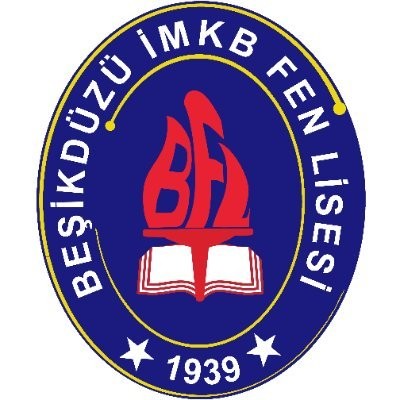 BEŞİKDÜZÜ İMKB FEN LİSESİ
BFL
1939